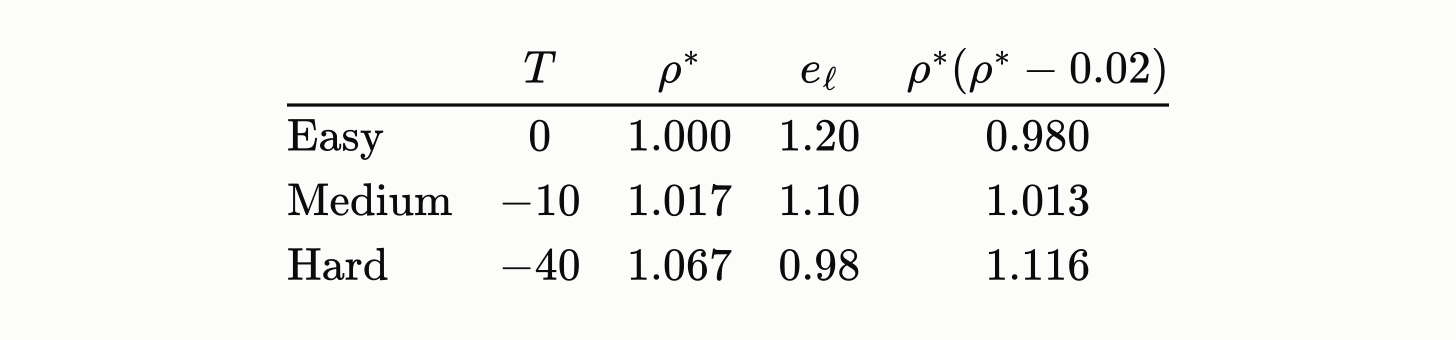 T ρ* e_ℓ ρ*(ρ* − 0.02)
Easy 0 1.000 1.20 0.980
Medium −10 1.017 1.10 1.013
Hard −40 1.067 0.98 1.116